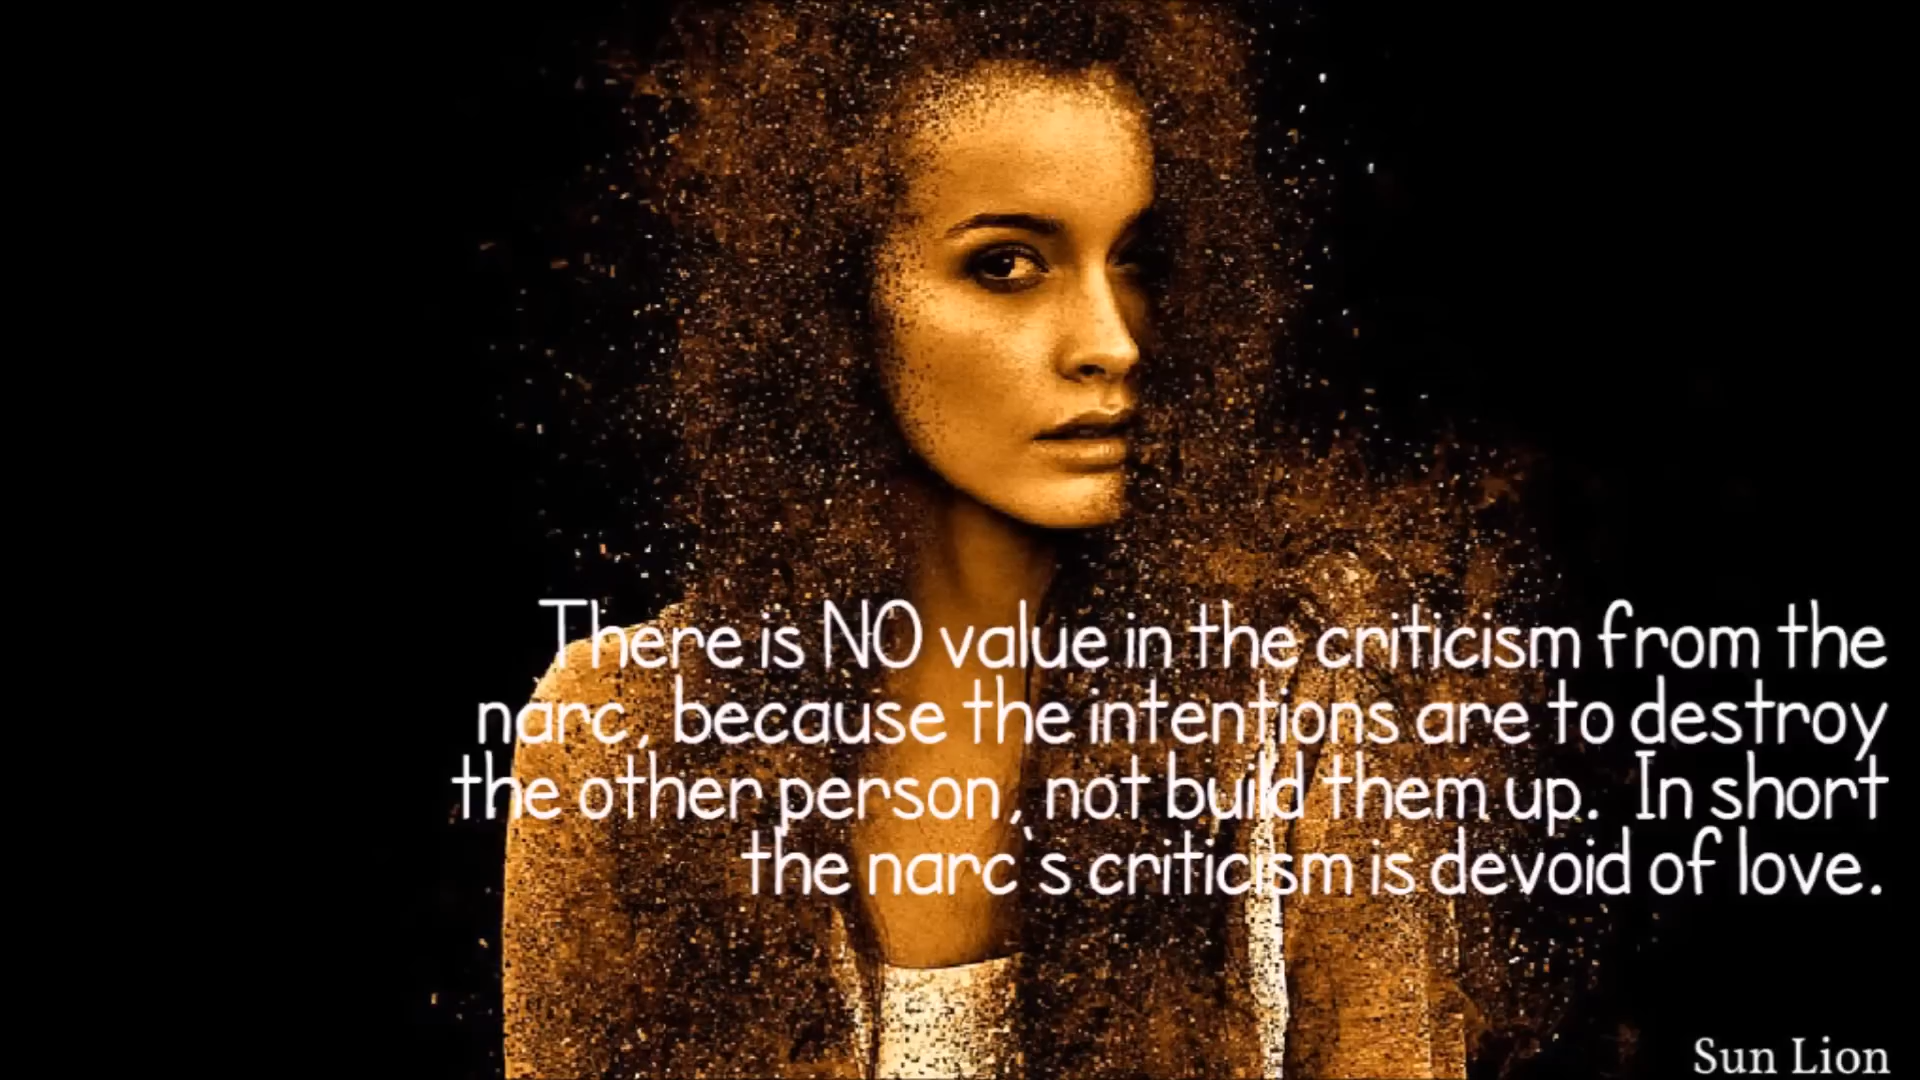 There is NO value in the criticism from the
narc, because the intentions are to destroy
the other person, not build them up.  In short
the narc`s criticism is devoid of love.
Sun Lion